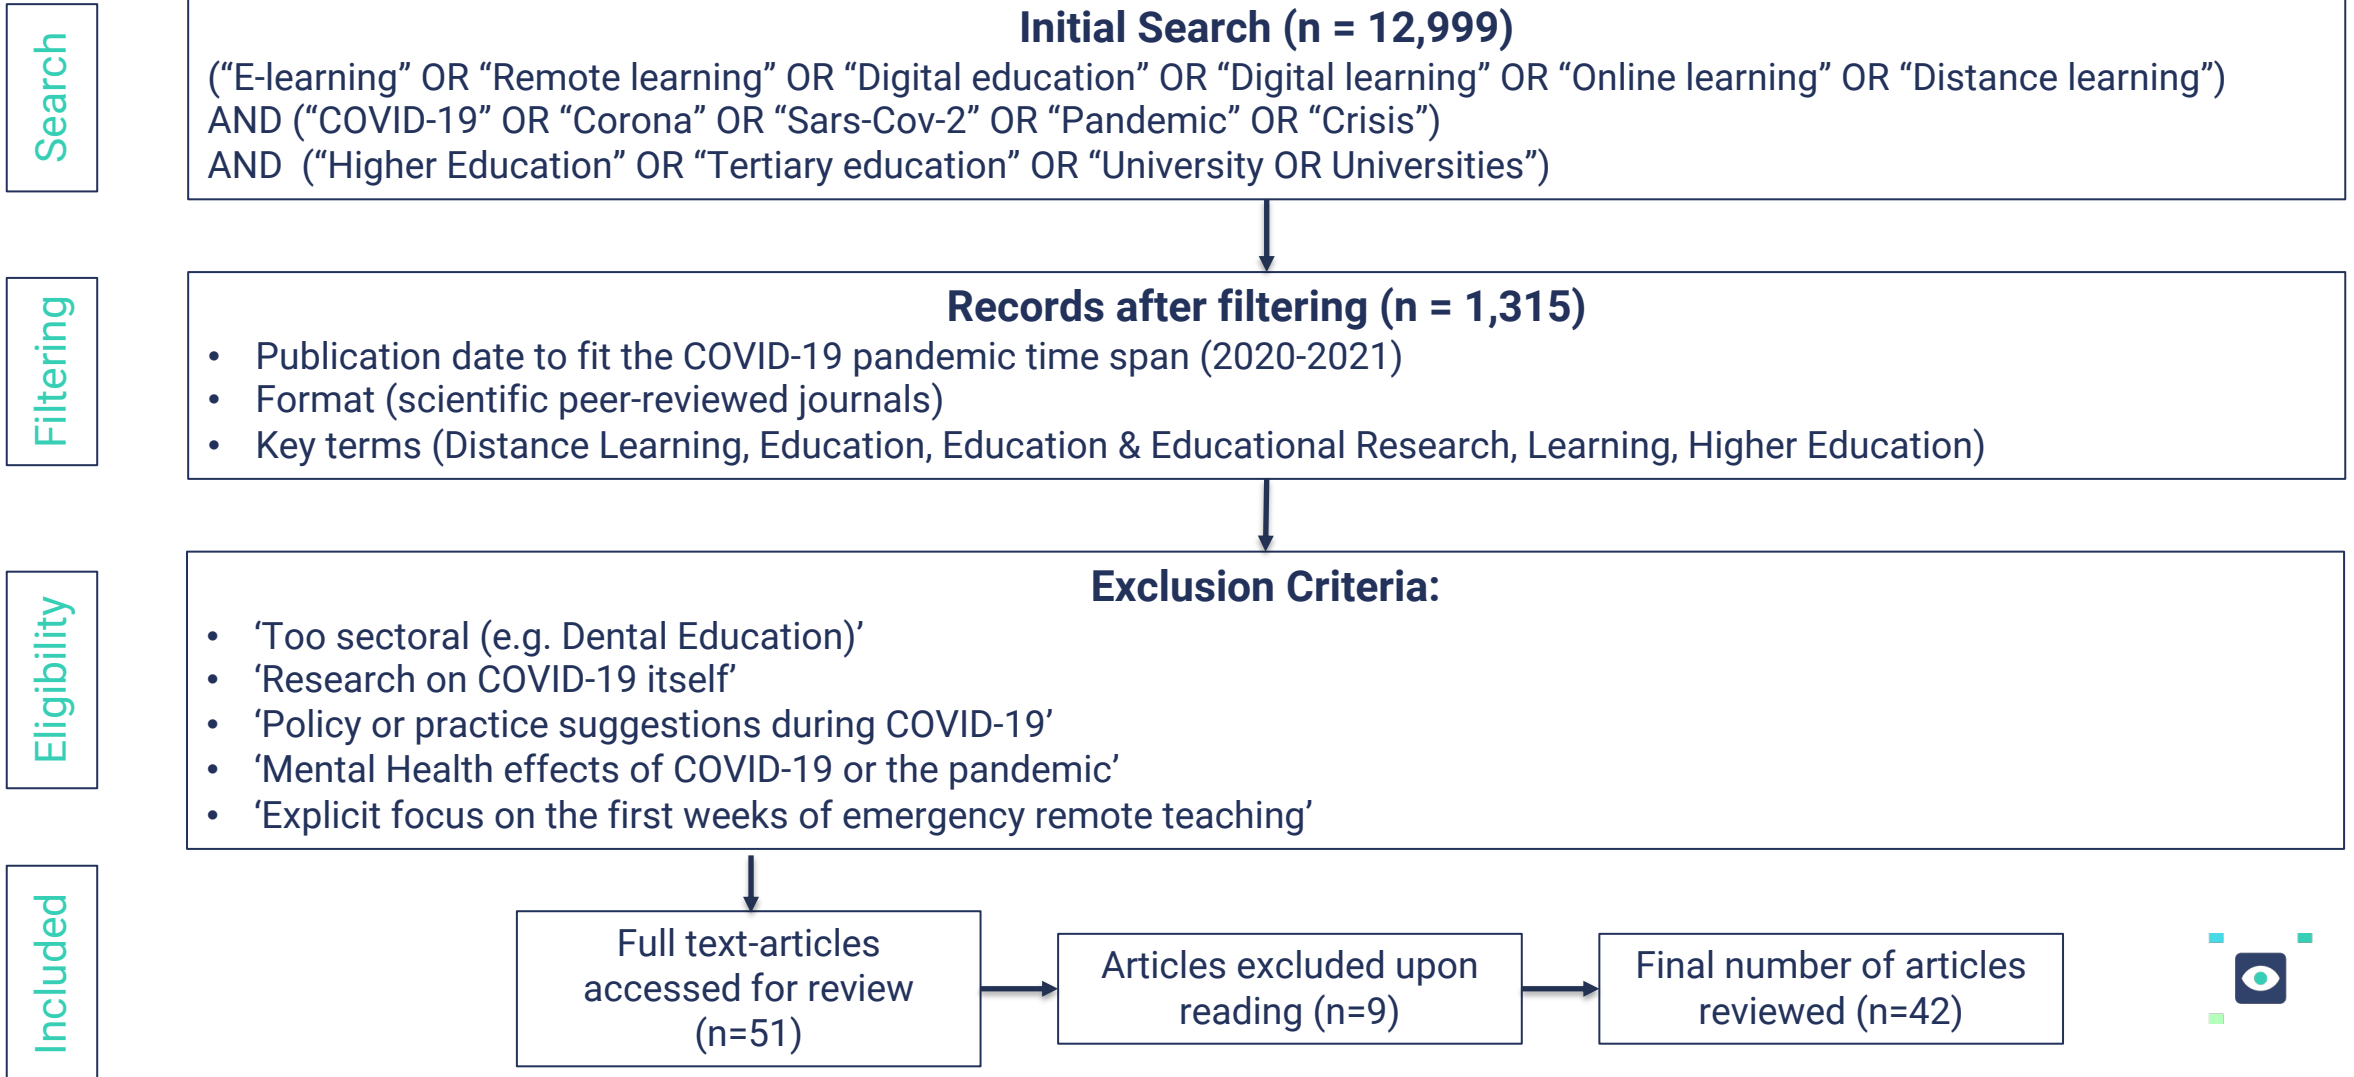 Search
Initial Search (n = 12,999)
(“E-learning” OR “Remote learning” OR “Digital education” OR “Digital learning” OR “Online learning” OR “Distance learning”)
AND (“COVID-19” OR “Corona” OR “Sars-Cov-2” OR “Pandemic” OR “Crisis”)
AND (“Higher Education” OR “Tertiary education” OR “University OR Universities”)
Filtering
Records after filtering (n = 1,315)
• Publication date to fit the COVID-19 pandemic time span (2020-2021)
• Format (scientific peer-reviewed journals)
• Key terms (Distance Learning, Education, Education & Educational Research, Learning, Higher Education)
Eligibility
Exclusion Criteria:
• ‘Too sectoral (e.g. Dental Education)’
• ‘Research on COVID-19 itself’
• ‘Policy or practice suggestions during COVID-19’
• ‘Mental Health effects of COVID-19 or the pandemic’
• ‘Explicit focus on the first weeks of emergency remote teaching’
Included
Full text-articles
accessed for review
(n=51)
Articles excluded upon
reading (n=9)
Final number of articles
reviewed (n=42)